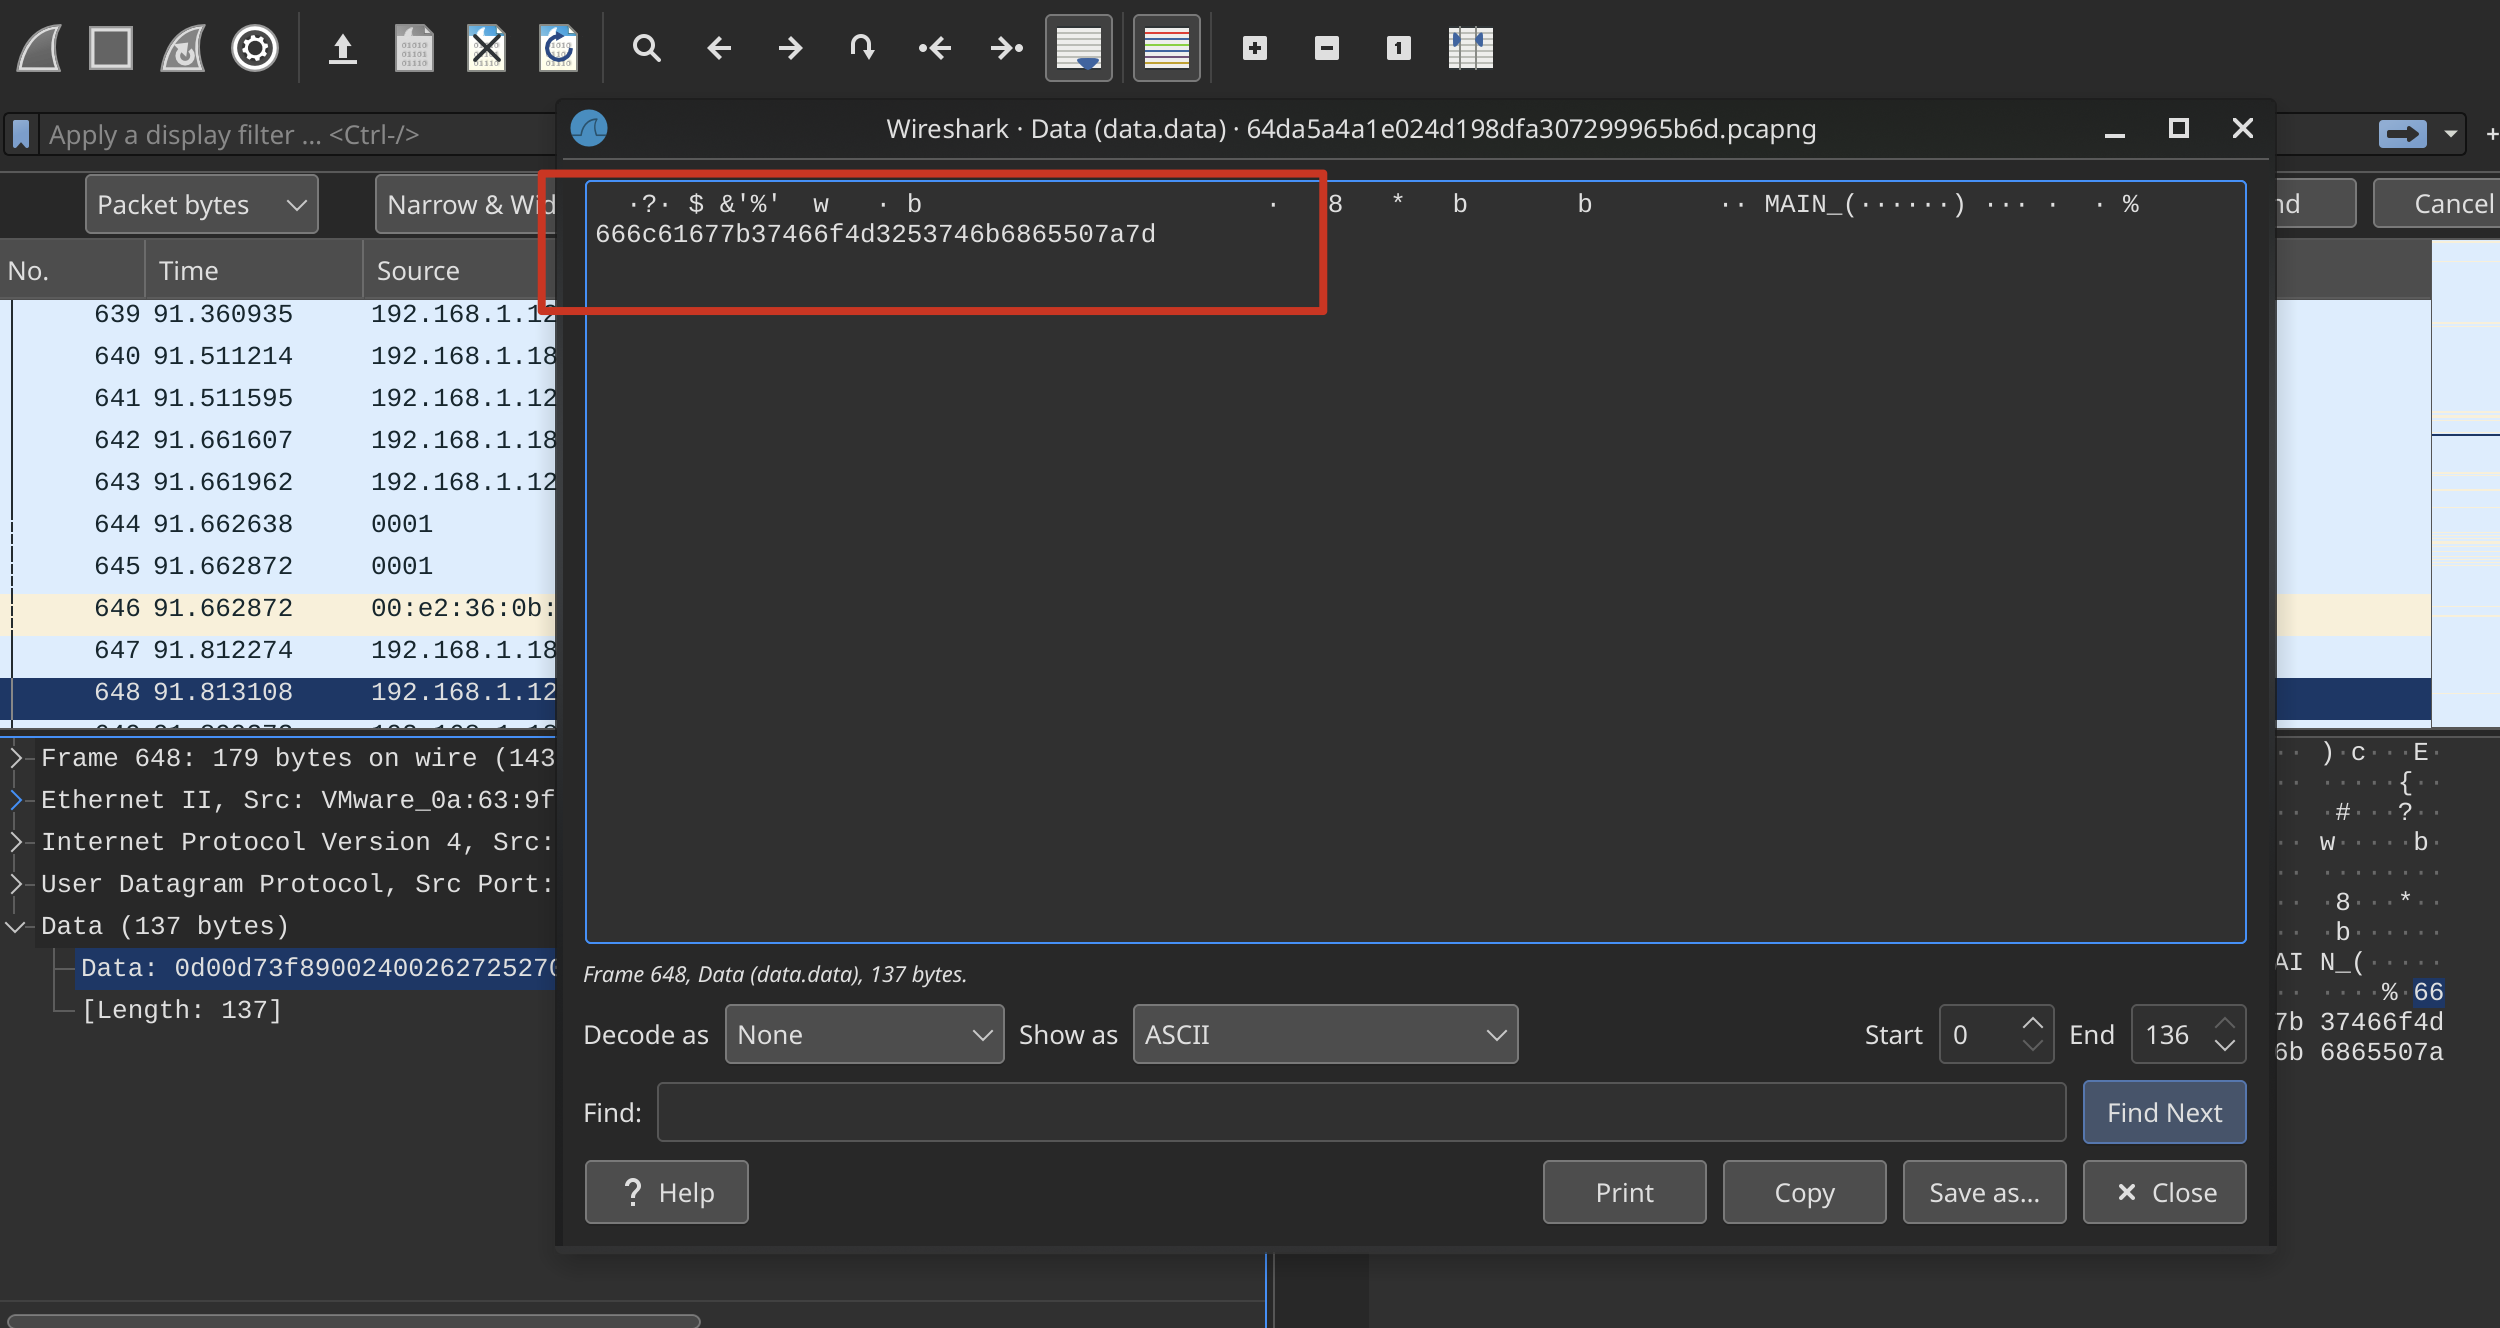 Apply a display filter ... <Ctrl-/>
Wireshark · Data (data.data) · 64da5a4a1e024d198dfa307299965b6d.pcapng
+
Packet bytes
Narrow & Wid
nd
Cancel
·?· $ &'%' w · b · 8 * b b ·· MAIN_(······) ··· · · %
666c61677b37466f4d3253746b6865507a7d
No. Time Source
639 91.360935 192.168.1.12
640 91.511214 192.168.1.18
641 91.511595 192.168.1.12
642 91.661607 192.168.1.18
643 91.661962 192.168.1.12
644 91.662638 0001
645 91.662872 0001
646 91.662872 00:e2:36:0b:
647 91.812274 192.168.1.18
648 91.813108 192.168.1.12
Frame 648: 179 bytes on wire (143
Ethernet II, Src: VMware_0a:63:9f
Internet Protocol Version 4, Src:
User Datagram Protocol, Src Port:
Data (137 bytes)
Data: 0d00d73f89002400262725270
[Length: 137]
·· )·c···E·
·· ·····{··
·· ·#···?··
·· w·····b·
·· ········
·· ·8···*··
·· ·b······
AI N_(·····
·· ····%·66
7b 37466f4d
6b 6865507a
Frame 648, Data (data.data), 137 bytes.
Decode as None Show as ASCII Start 0 End 136
Find:
Find Next
? Help
Print
Copy
Save as...
Close